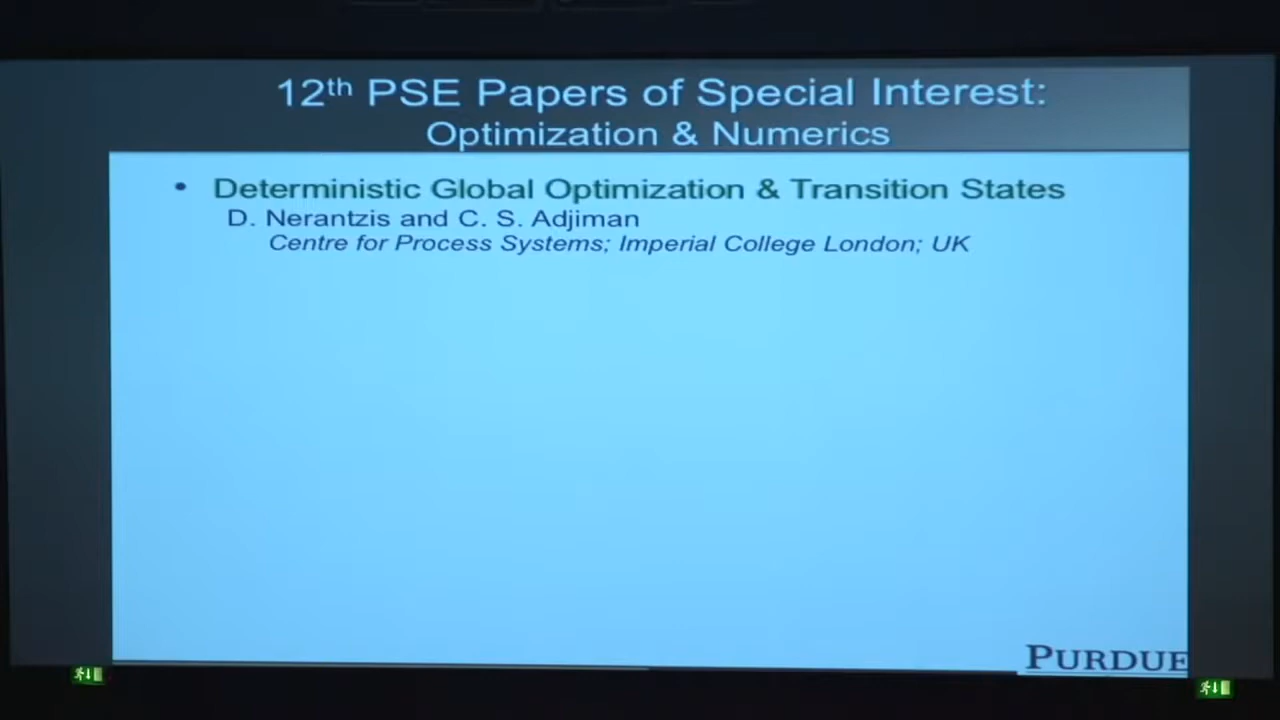 12th PSE Papers of Special Interest:
Optimization & Numerics
• Deterministic Global Optimization & Transition States
D. Nerantzis and C. S. Adjiman
Centre for Process Systems; Imperial College London; UK
PURDUE